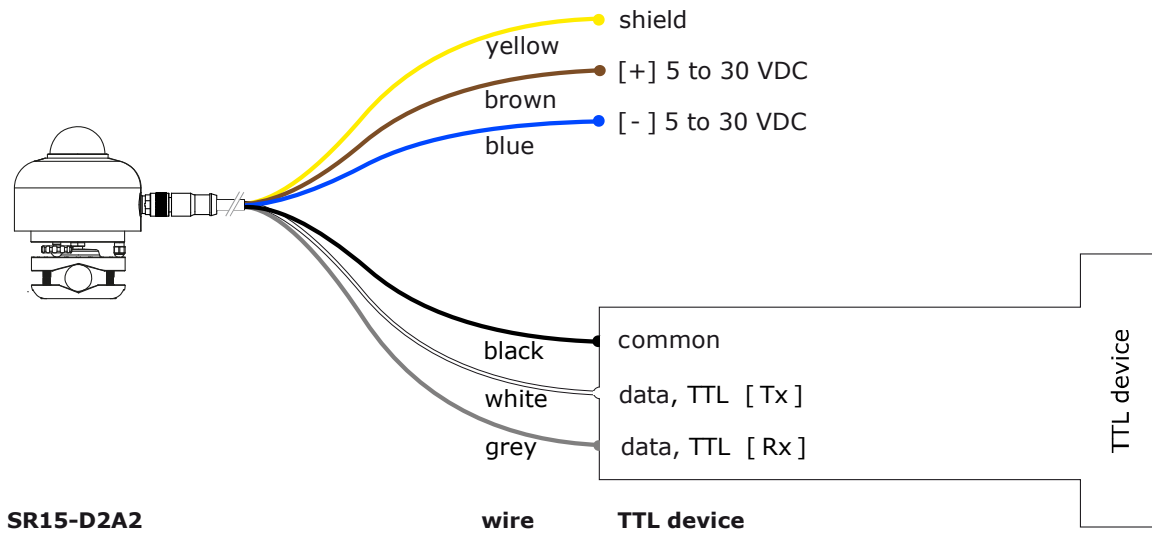 yellow shield
brown [+] 5 to 30 VDC
blue [-] 5 to 30 VDC
black common
white data, TTL [Tx]
grey data, TTL [Rx]
TTL device
SR15-D2A2 wire TTL device